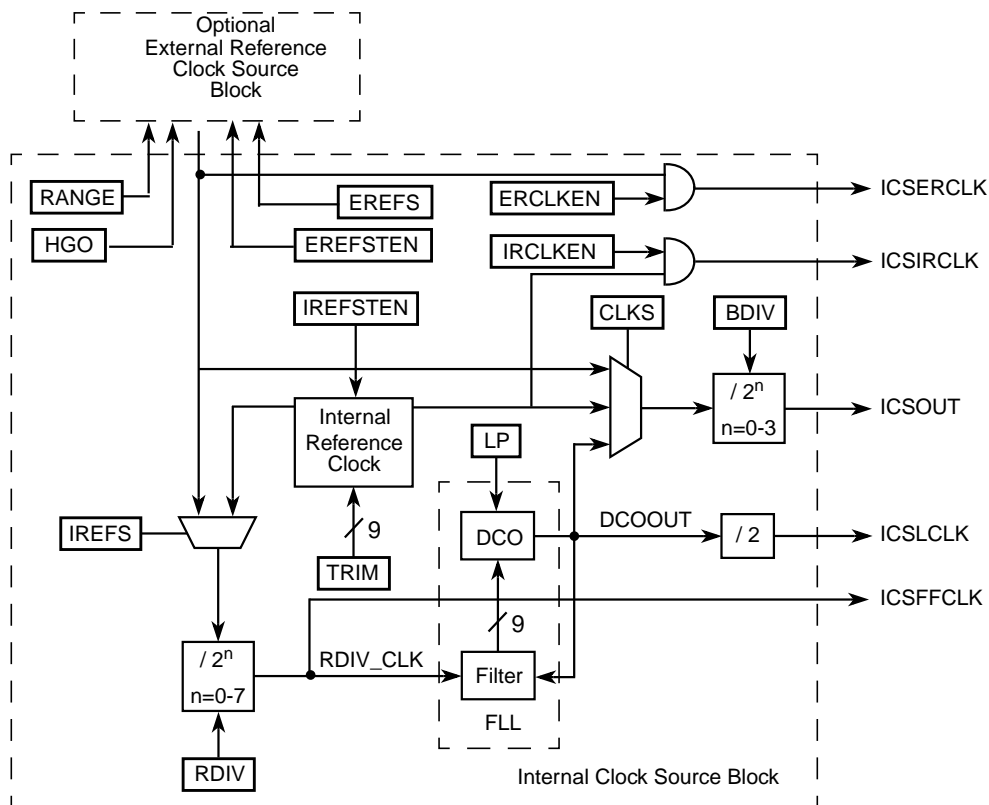 Optional
External Reference
Clock Source
Block
RANGE
HGO
EREFS
EREFSTEN
ERCLKEN
ICSERCLK
IRCLKEN
ICSIRCLK
IREFSTEN
CLKS
BDIV
Internal
Reference
Clock
/ 2ⁿ
n=0-3
ICSOUT
LP
IREFS
9
TRIM
DCO
DCOOUT
/ 2
ICSLCLK
ICSFFCLK
9
/ 2ⁿ
n=0-7
RDIV_CLK
Filter
FLL
RDIV
Internal Clock Source Block